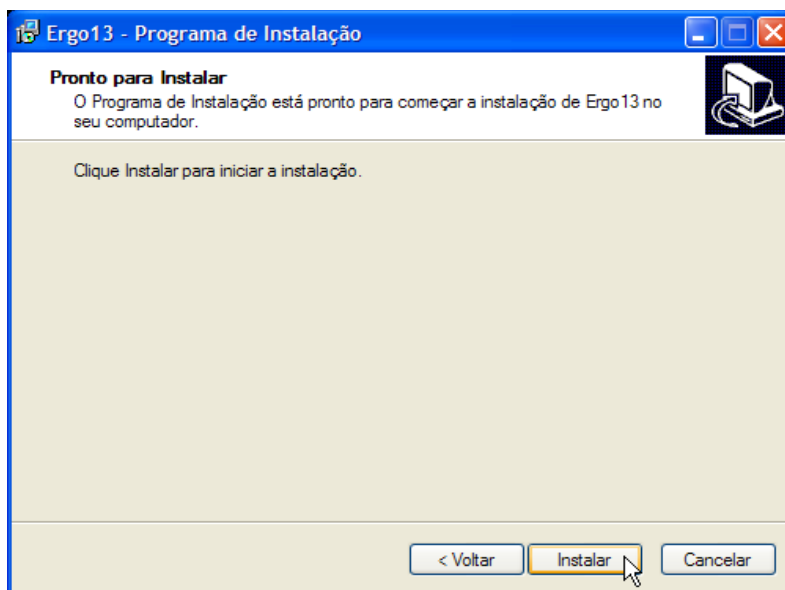 Ergo13 - Programa de Instalação
Pronto para Instalar
O Programa de Instalação está pronto para começar a instalação de Ergo13 no
seu computador.
Clique Instalar para iniciar a instalação.
< Voltar
Instalar
Cancelar